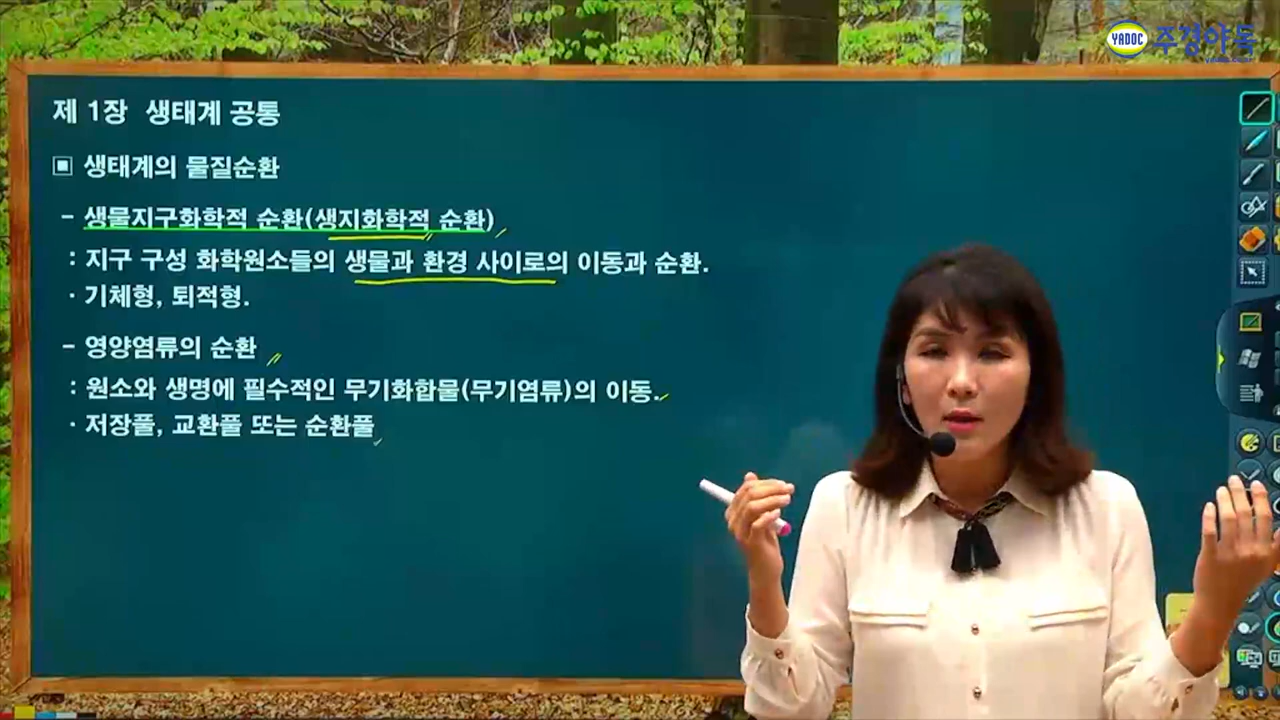 YADOC 주경야독
제 1장 생태계 공통
▣ 생태계의 물질순환
- 생물지구화학적 순환(생지화학적 순환)
: 지구 구성 화학원소들의 생물과 환경 사이로의 이동과 순환.
· 기체형, 퇴적형.
- 영양염류의 순환
: 원소와 생명에 필수적인 무기화합물(무기염류)의 이동.
· 저장풀, 교환풀 또는 순환풀